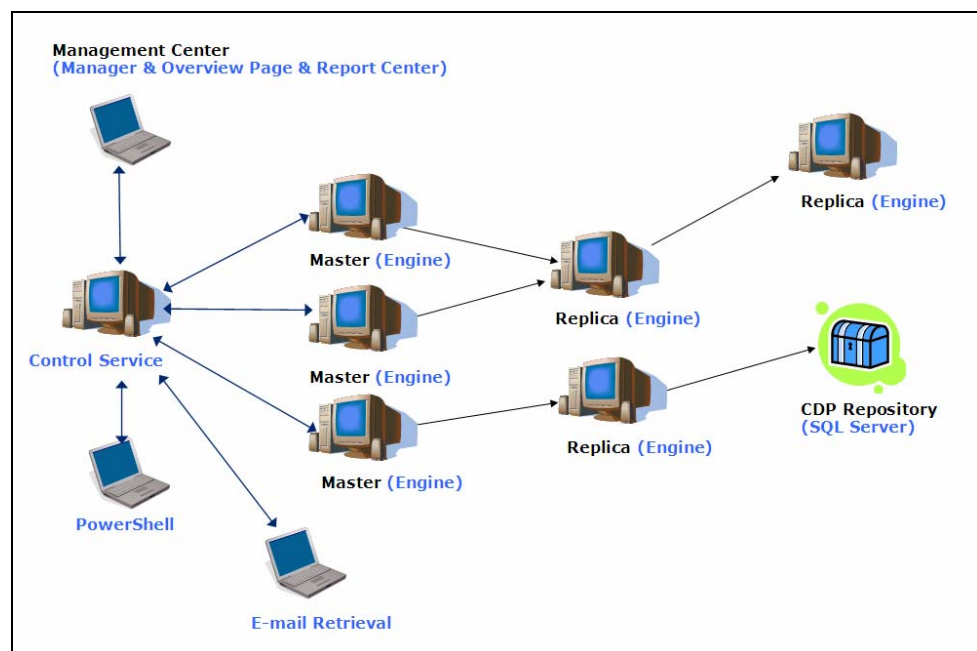 Management Center
(Manager & Overview Page & Report Center)
Replica (Engine)
Master (Engine)
Replica (Engine)
Control Service
Master (Engine)
CDP Repository
(SQL Server)
Replica (Engine)
Master (Engine)
PowerShell
E-mail Retrieval